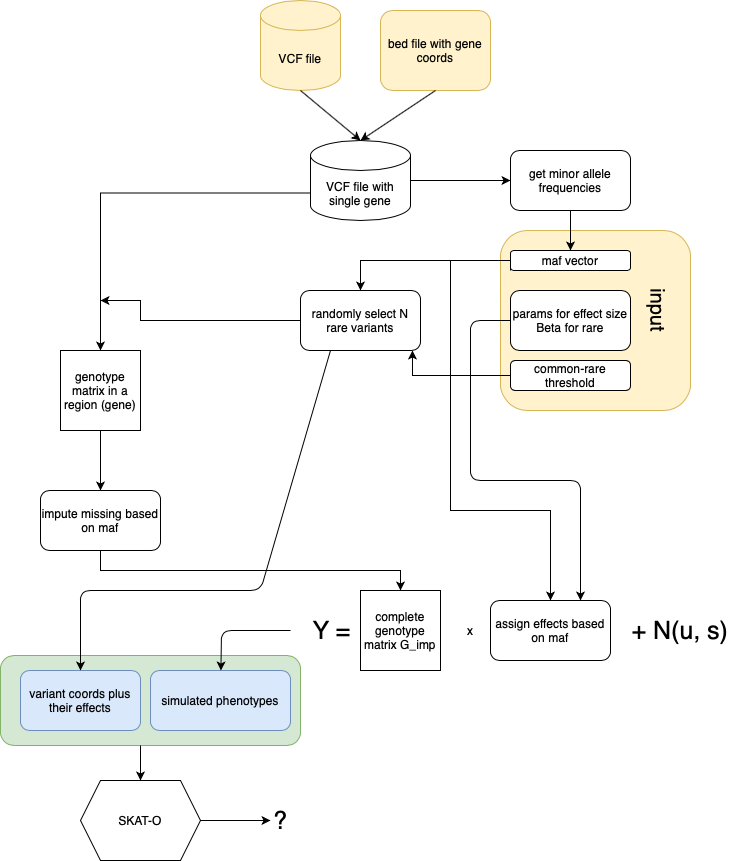 VCF file
bed file with gene
coords
VCF file with
single gene
get minor allele
frequencies
maf vector
input
params for effect size
Beta for rare
common-rare
threshold
randomly select N
rare variants
genotype
matrix in a
region (gene)
impute missing based
on maf
Y =
complete
genotype
matrix G_imp
x
assign effects based
on maf
+ N(u, s)
variant coords plus
their effects
simulated phenotypes
SKAT-O
?